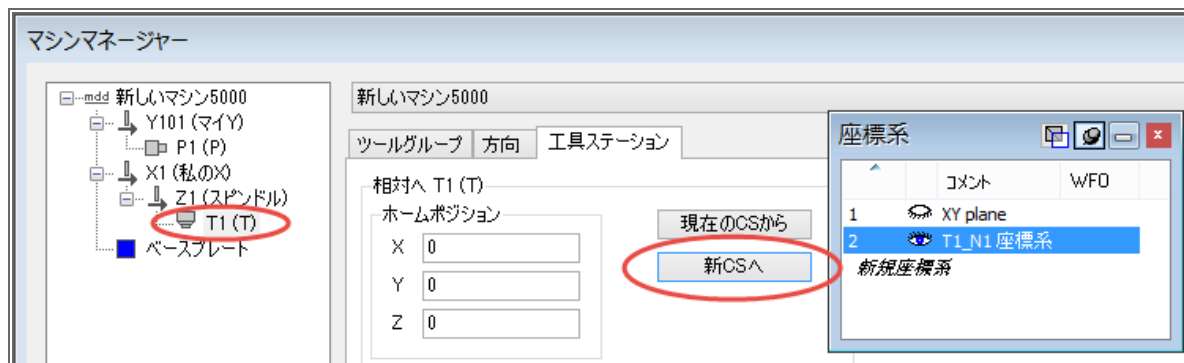 マシンマネージャー
mdd 新しいマシン5000
Y101 (マイY)
P1 (P)
X1 (私のX)
Z1 (スピンドル)
T1 (T)
ベースプレート
新しいマシン5000
ツールグループ 方向 工具ステーション
相対へ T1 (T)
ホームポジション
X 0
Y 0
Z 0
現在のCSから
新CSへ
座標系
コメント WFO
1 XY plane
2 T1_N1 座標系
新規座標系